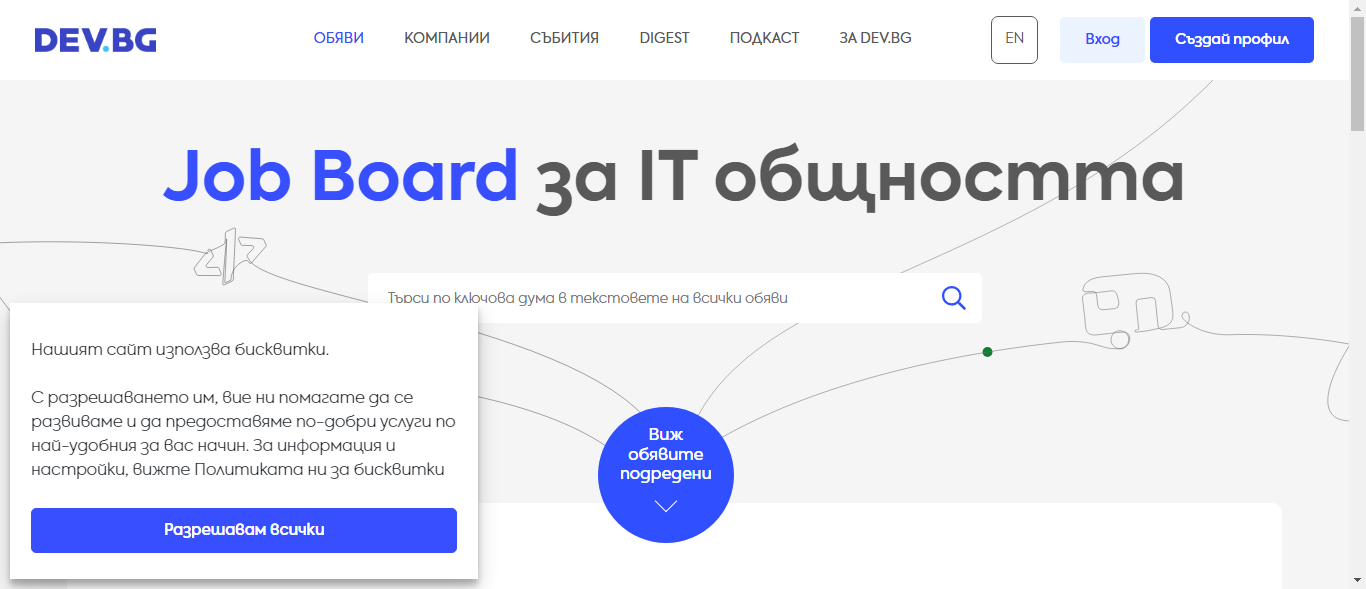 DEV.BG
ОБЯВИ
КОМПАНИИ
СЪБИТИЯ
DIGEST
ПОДКАСТ
ЗА DEV.BG
EN
Вход
Създай профил
Job Board за IT общността
Търси по ключова дума в текстовете на всички обяви
Нашият сайт използва бисквитки.
С разрешаването им, вие ни помагате да се
развиваме и да предоставяме по-добри услуги по
най-удобния за вас начин. За информация и
настройки, вижте Политиката ни за бисквитки
Разрешавам всички
Виж
обявите
подредени